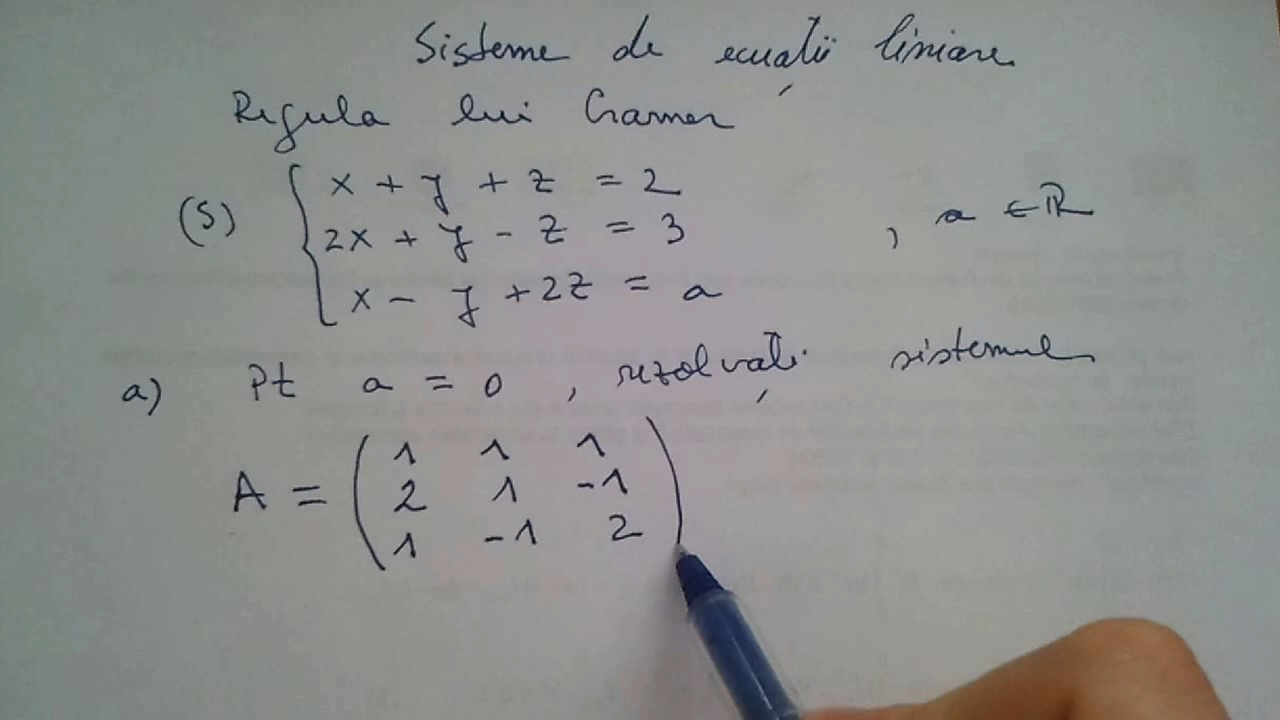 Sisteme de ecuații liniare
Regula lui Cramer
(S) { x + y + z = 2
2x + y - z = 3 , a ∈ ℝ
x - y + 2z = a
a) Pt a = 0 , rezolvați sistemul
A = ( 1 1 1
2 1 -1
1 -1 2 )